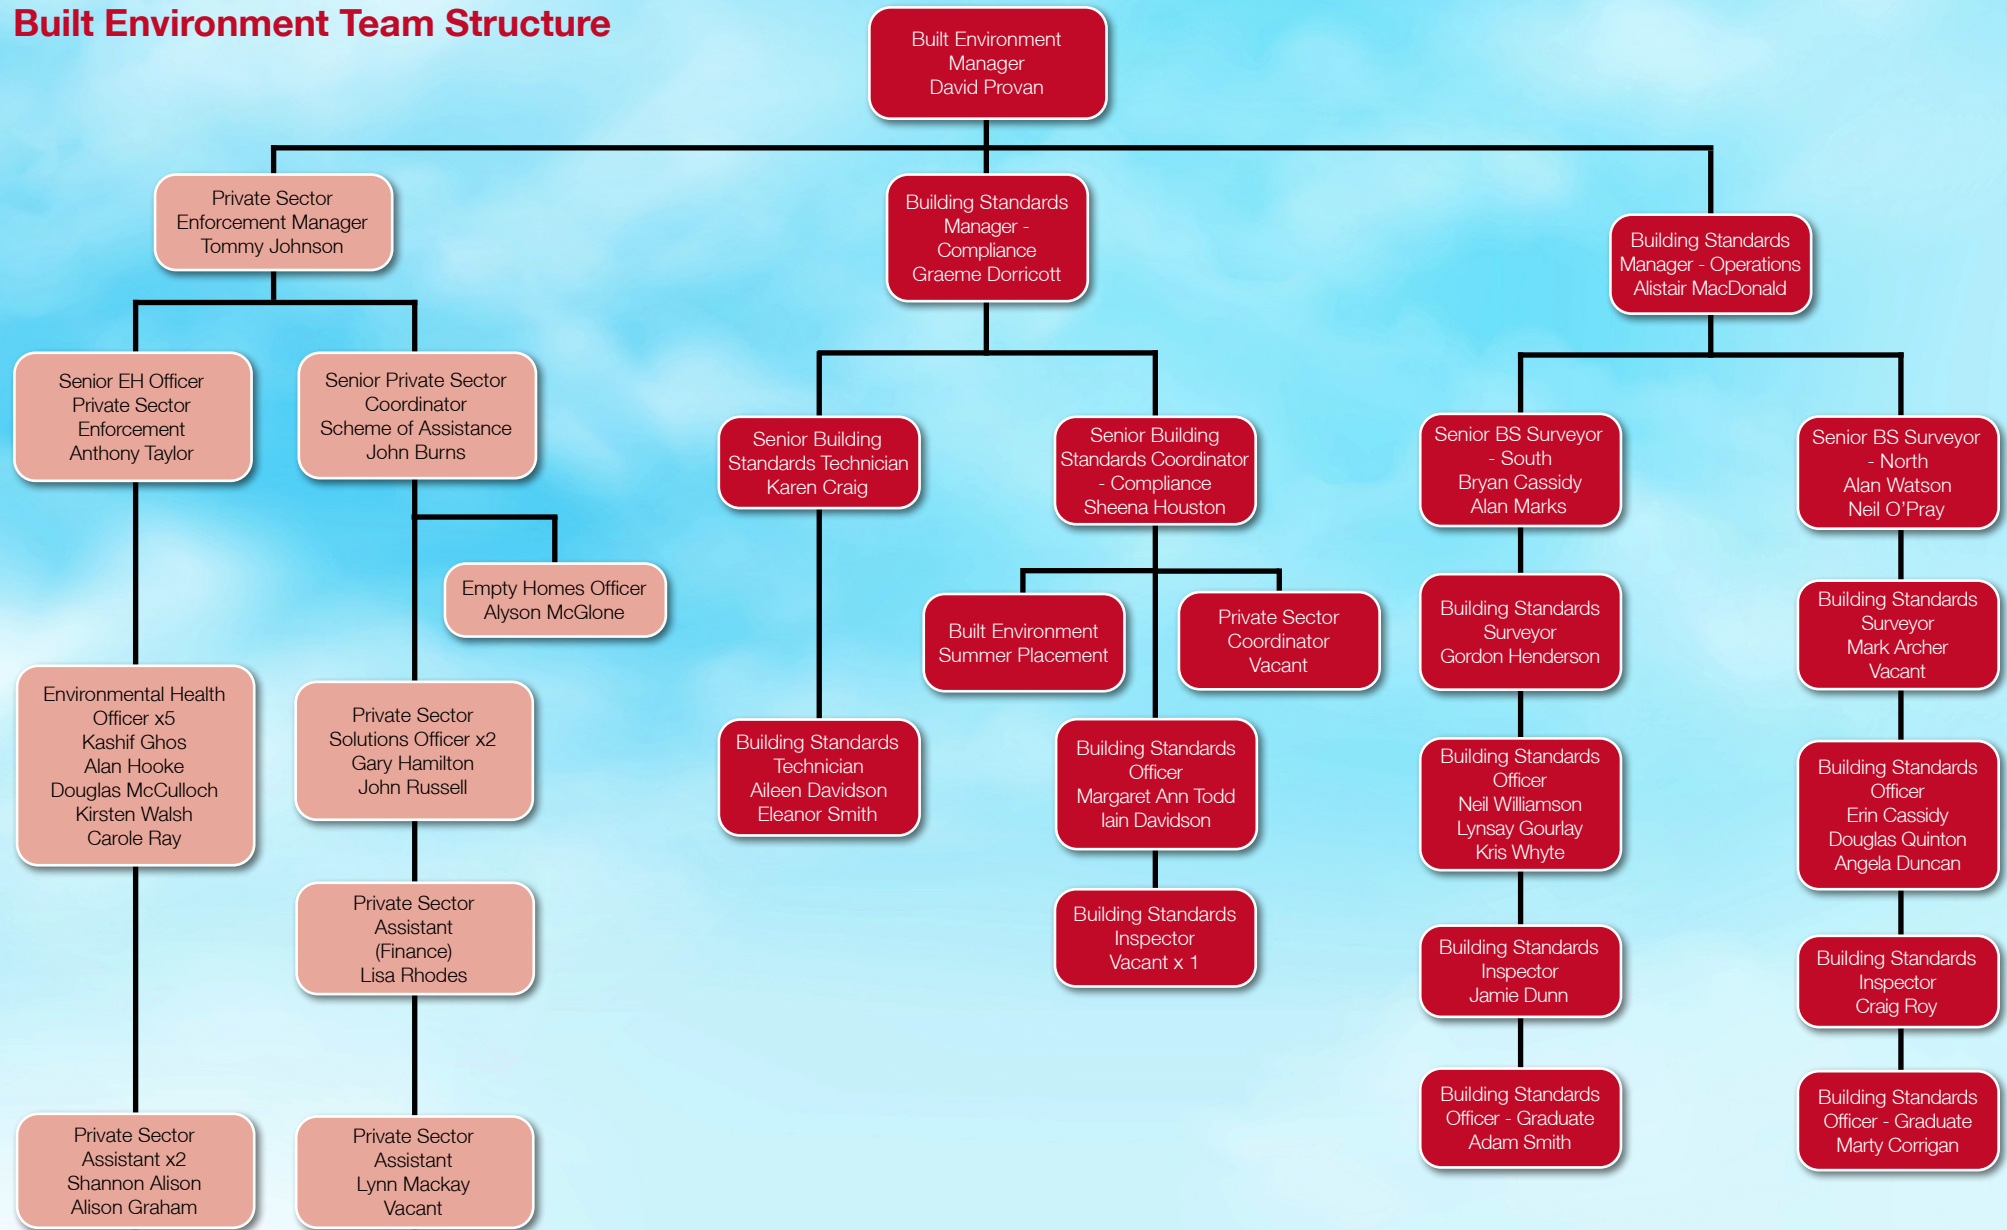 Built Environment Team Structure
Built Environment
Manager
David Provan
Private Sector
Enforcement Manager
Tommy Johnson
Building Standards
Manager -
Compliance
Graeme Dorricott
Building Standards
Manager - Operations
Alistair MacDonald
Senior EH Officer
Private Sector
Enforcement
Anthony Taylor
Senior Private Sector
Coordinator
Scheme of Assistance
John Burns
Senior Building
Standards Technician
Karen Craig
Senior Building
Standards Coordinator
- Compliance
Sheena Houston
Senior BS Surveyor
- South
Bryan Cassidy
Alan Marks
Senior BS Surveyor
- North
Alan Watson
Neil O'Pray
Empty Homes Officer
Alyson McGlone
Built Environment
Summer Placement
Private Sector
Coordinator
Vacant
Building Standards
Surveyor
Gordon Henderson
Building Standards
Surveyor
Mark Archer
Vacant
Environmental Health
Officer x5
Kashif Ghos
Alan Hooke
Douglas McCulloch
Kirsten Walsh
Carole Ray
Private Sector
Solutions Officer x2
Gary Hamilton
John Russell
Building Standards
Technician
Aileen Davidson
Eleanor Smith
Building Standards
Officer
Margaret Ann Todd
Iain Davidson
Building Standards
Officer
Neil Williamson
Lynsay Gourlay
Kris Whyte
Building Standards
Officer
Erin Cassidy
Douglas Quinton
Angela Duncan
Private Sector
Assistant
(Finance)
Lisa Rhodes
Building Standards
Inspector
Vacant x 1
Building Standards
Inspector
Jamie Dunn
Building Standards
Inspector
Craig Roy
Private Sector
Assistant x2
Shannon Alison
Alison Graham
Private Sector
Assistant
Lynn Mackay
Vacant
Building Standards
Officer - Graduate
Adam Smith
Building Standards
Officer - Graduate
Marty Corrigan